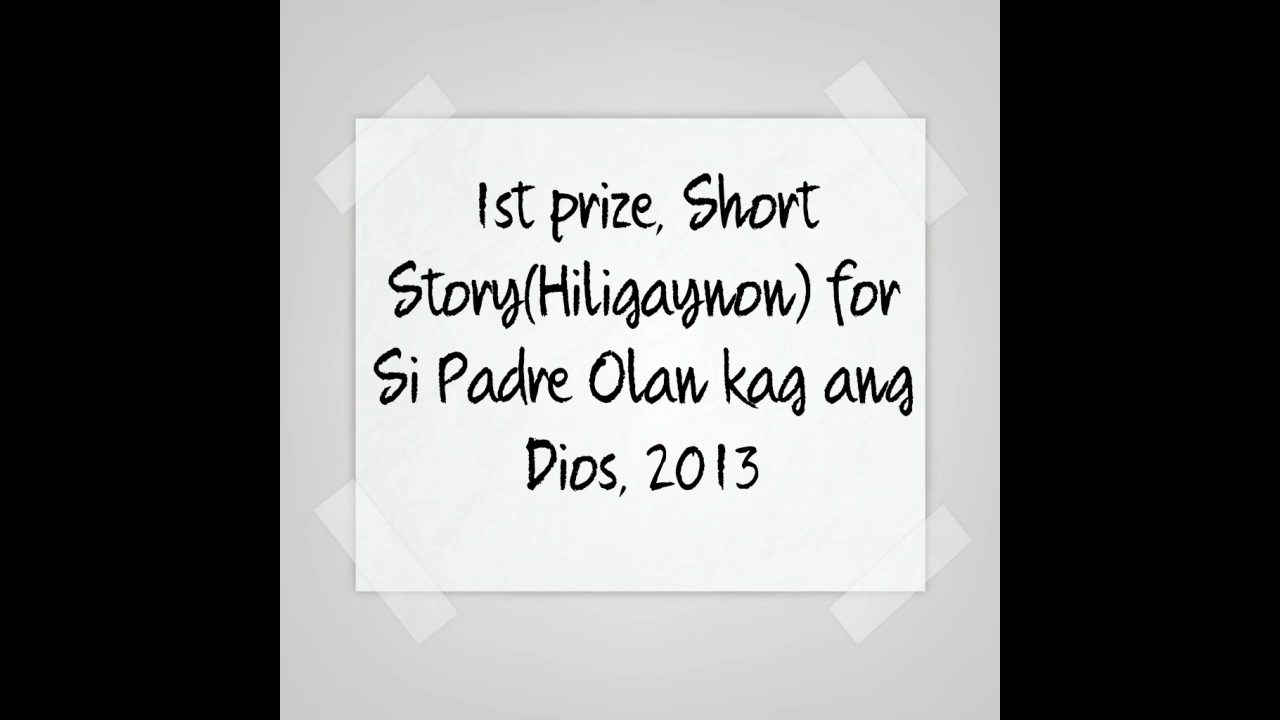 1st prize, Short
Story(Hiligaynon) for
Si Padre Olan kag ang
Dios, 2013